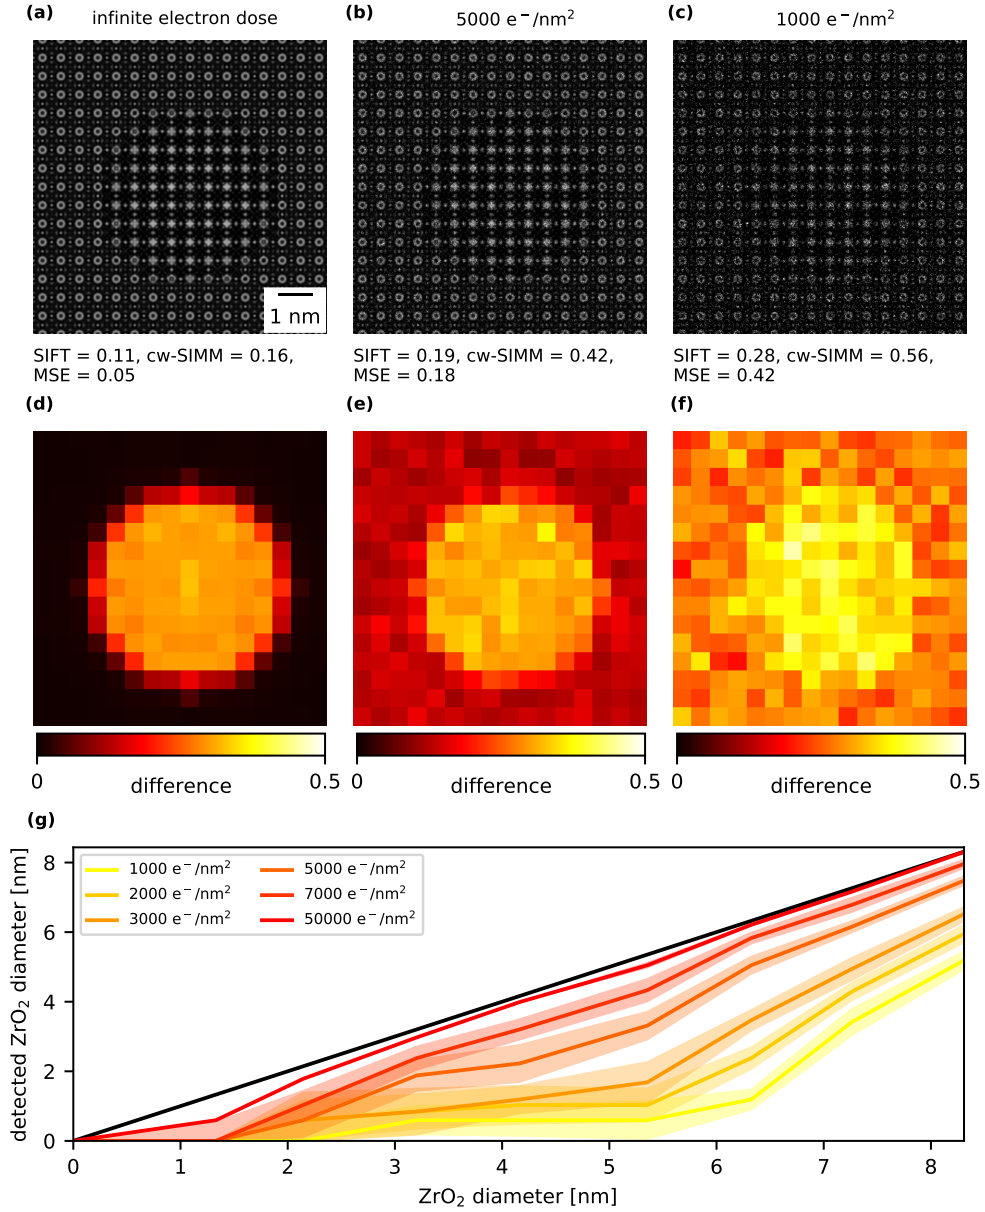 (a) infinite electron dose (b) 5000 e⁻/nm² (c) 1000 e⁻/nm²
1 nm
SIFT = 0.11, cw-SIMM = 0.16,
MSE = 0.05
SIFT = 0.19, cw-SIMM = 0.42,
MSE = 0.18
SIFT = 0.28, cw-SIMM = 0.56,
MSE = 0.42
(d) (e) (f)
0 difference 0.5
0 difference 0.5
0 difference 0.5
(g)
detected ZrO₂ diameter [nm]
8
6
4
2
0
1000 e⁻/nm²
2000 e⁻/nm²
3000 e⁻/nm²
5000 e⁻/nm²
7000 e⁻/nm²
50000 e⁻/nm²
0 1 2 3 4 5 6 7 8
ZrO₂ diameter [nm]